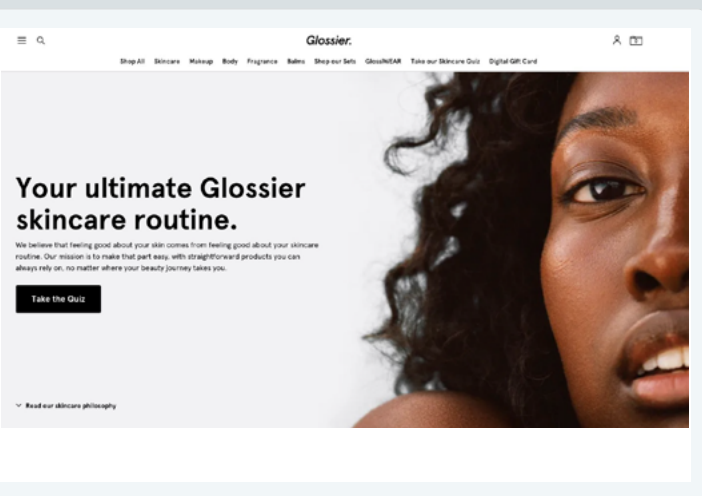 Glossier.
Shop All Skincare Makeup Body Fragrance Balms Shop our Sets GlossiWEAR Take our Skincare Quiz Digital Gift Card
Your ultimate Glossier
skincare routine.
We believe that feeling good about your skin comes from feeling good about your skincare
routine. Our mission is to make that part easy, with straightforward products you can
always rely on, no matter where your beauty journey takes you.
Take the Quiz
Read our skincare philosophy